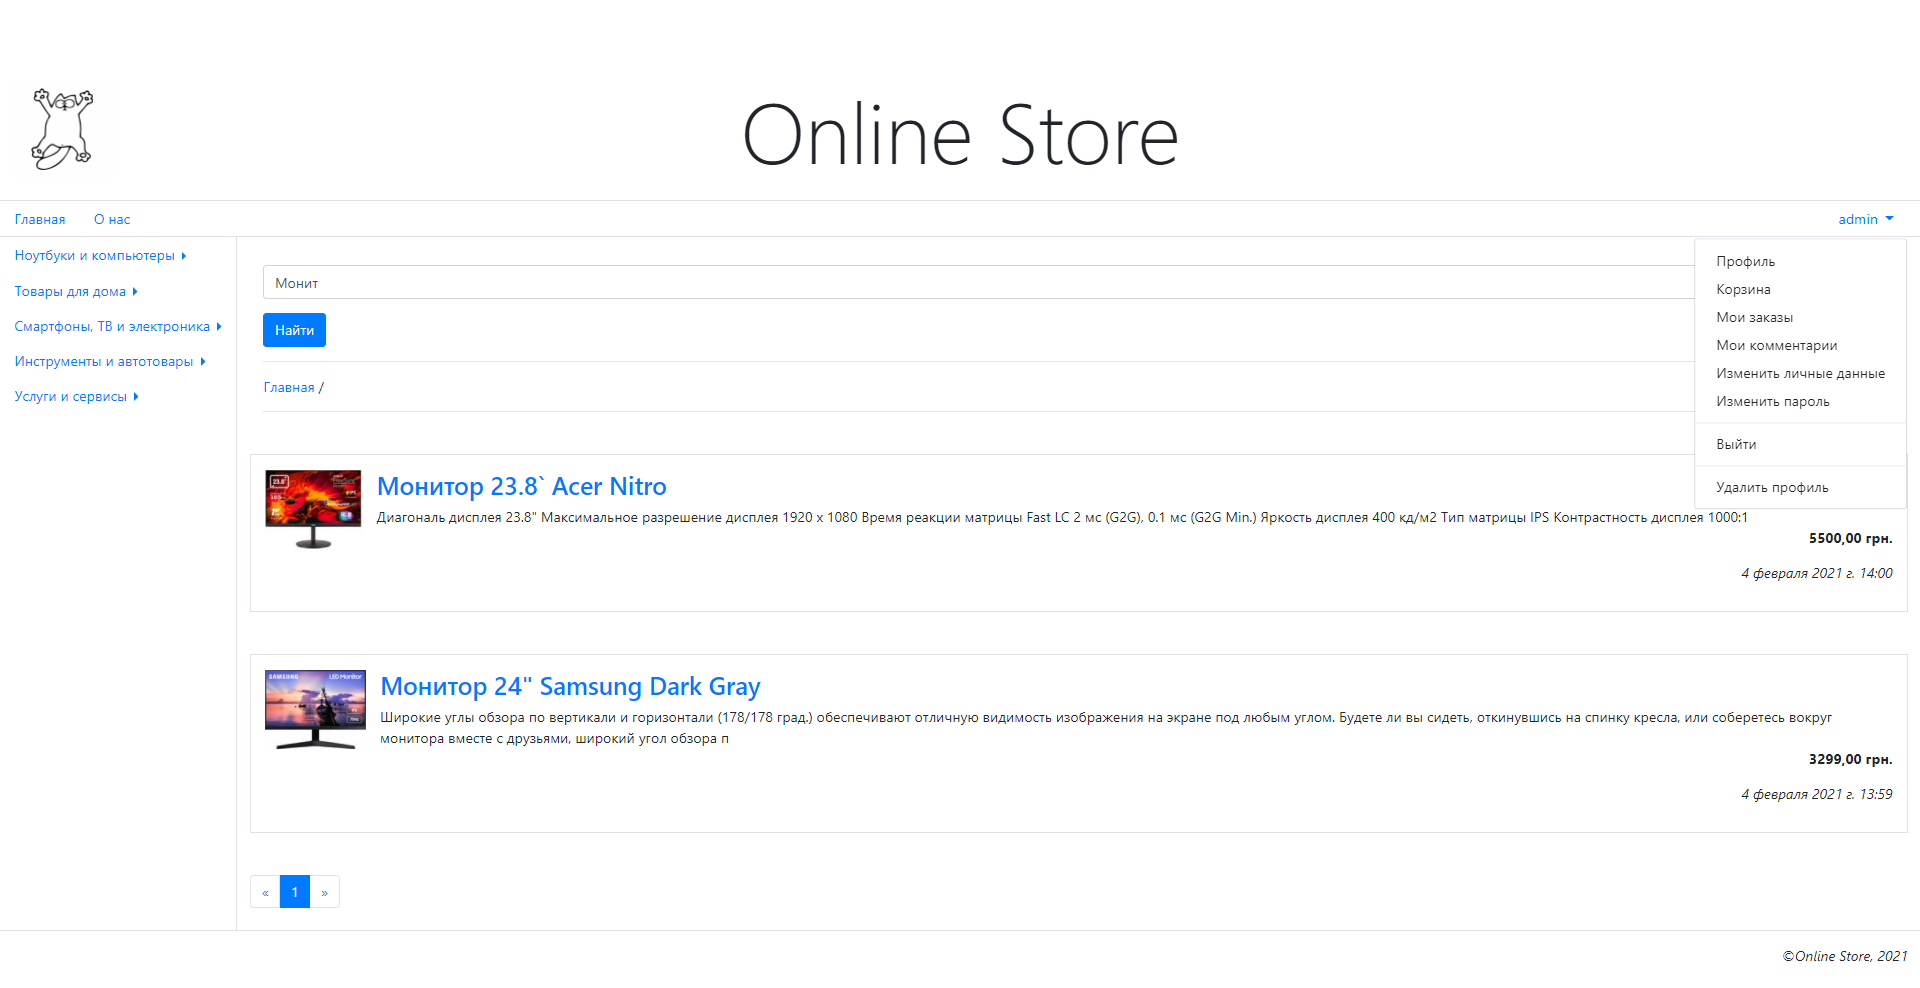 Online Store
Главная О нас admin
Ноутбуки и компьютеры
Товары для дома
Смартфоны, ТВ и электроника
Инструменты и автотовары
Услуги и сервисы
Монит
Найти
Главная /
Профиль
Корзина
Мои заказы
Мои комментарии
Изменить личные данные
Изменить пароль
Выйти
Удалить профиль
23.8"
Монитор 23.8` Acer Nitro
Диагональ дисплея 23.8" Максимальное разрешение дисплея 1920 x 1080 Время реакции матрицы Fast LC 2 мс (G2G), 0.1 мс (G2G Min.) Яркость дисплея 400 кд/м2 Тип матрицы IPS Контрастность дисплея 1000:1
5500,00 грн.
4 февраля 2021 г. 14:00
SAMSUNG LED Monitor
Монитор 24" Samsung Dark Gray
Широкие углы обзора по вертикали и горизонтали (178/178 град.) обеспечивают отличную видимость изображения на экране под любым углом. Будете ли вы сидеть, откинувшись на спинку кресла, или соберетесь вокруг
монитора вместе с друзьями, широкий угол обзора п
3299,00 грн.
4 февраля 2021 г. 13:59
« 1 »
©Online Store, 2021